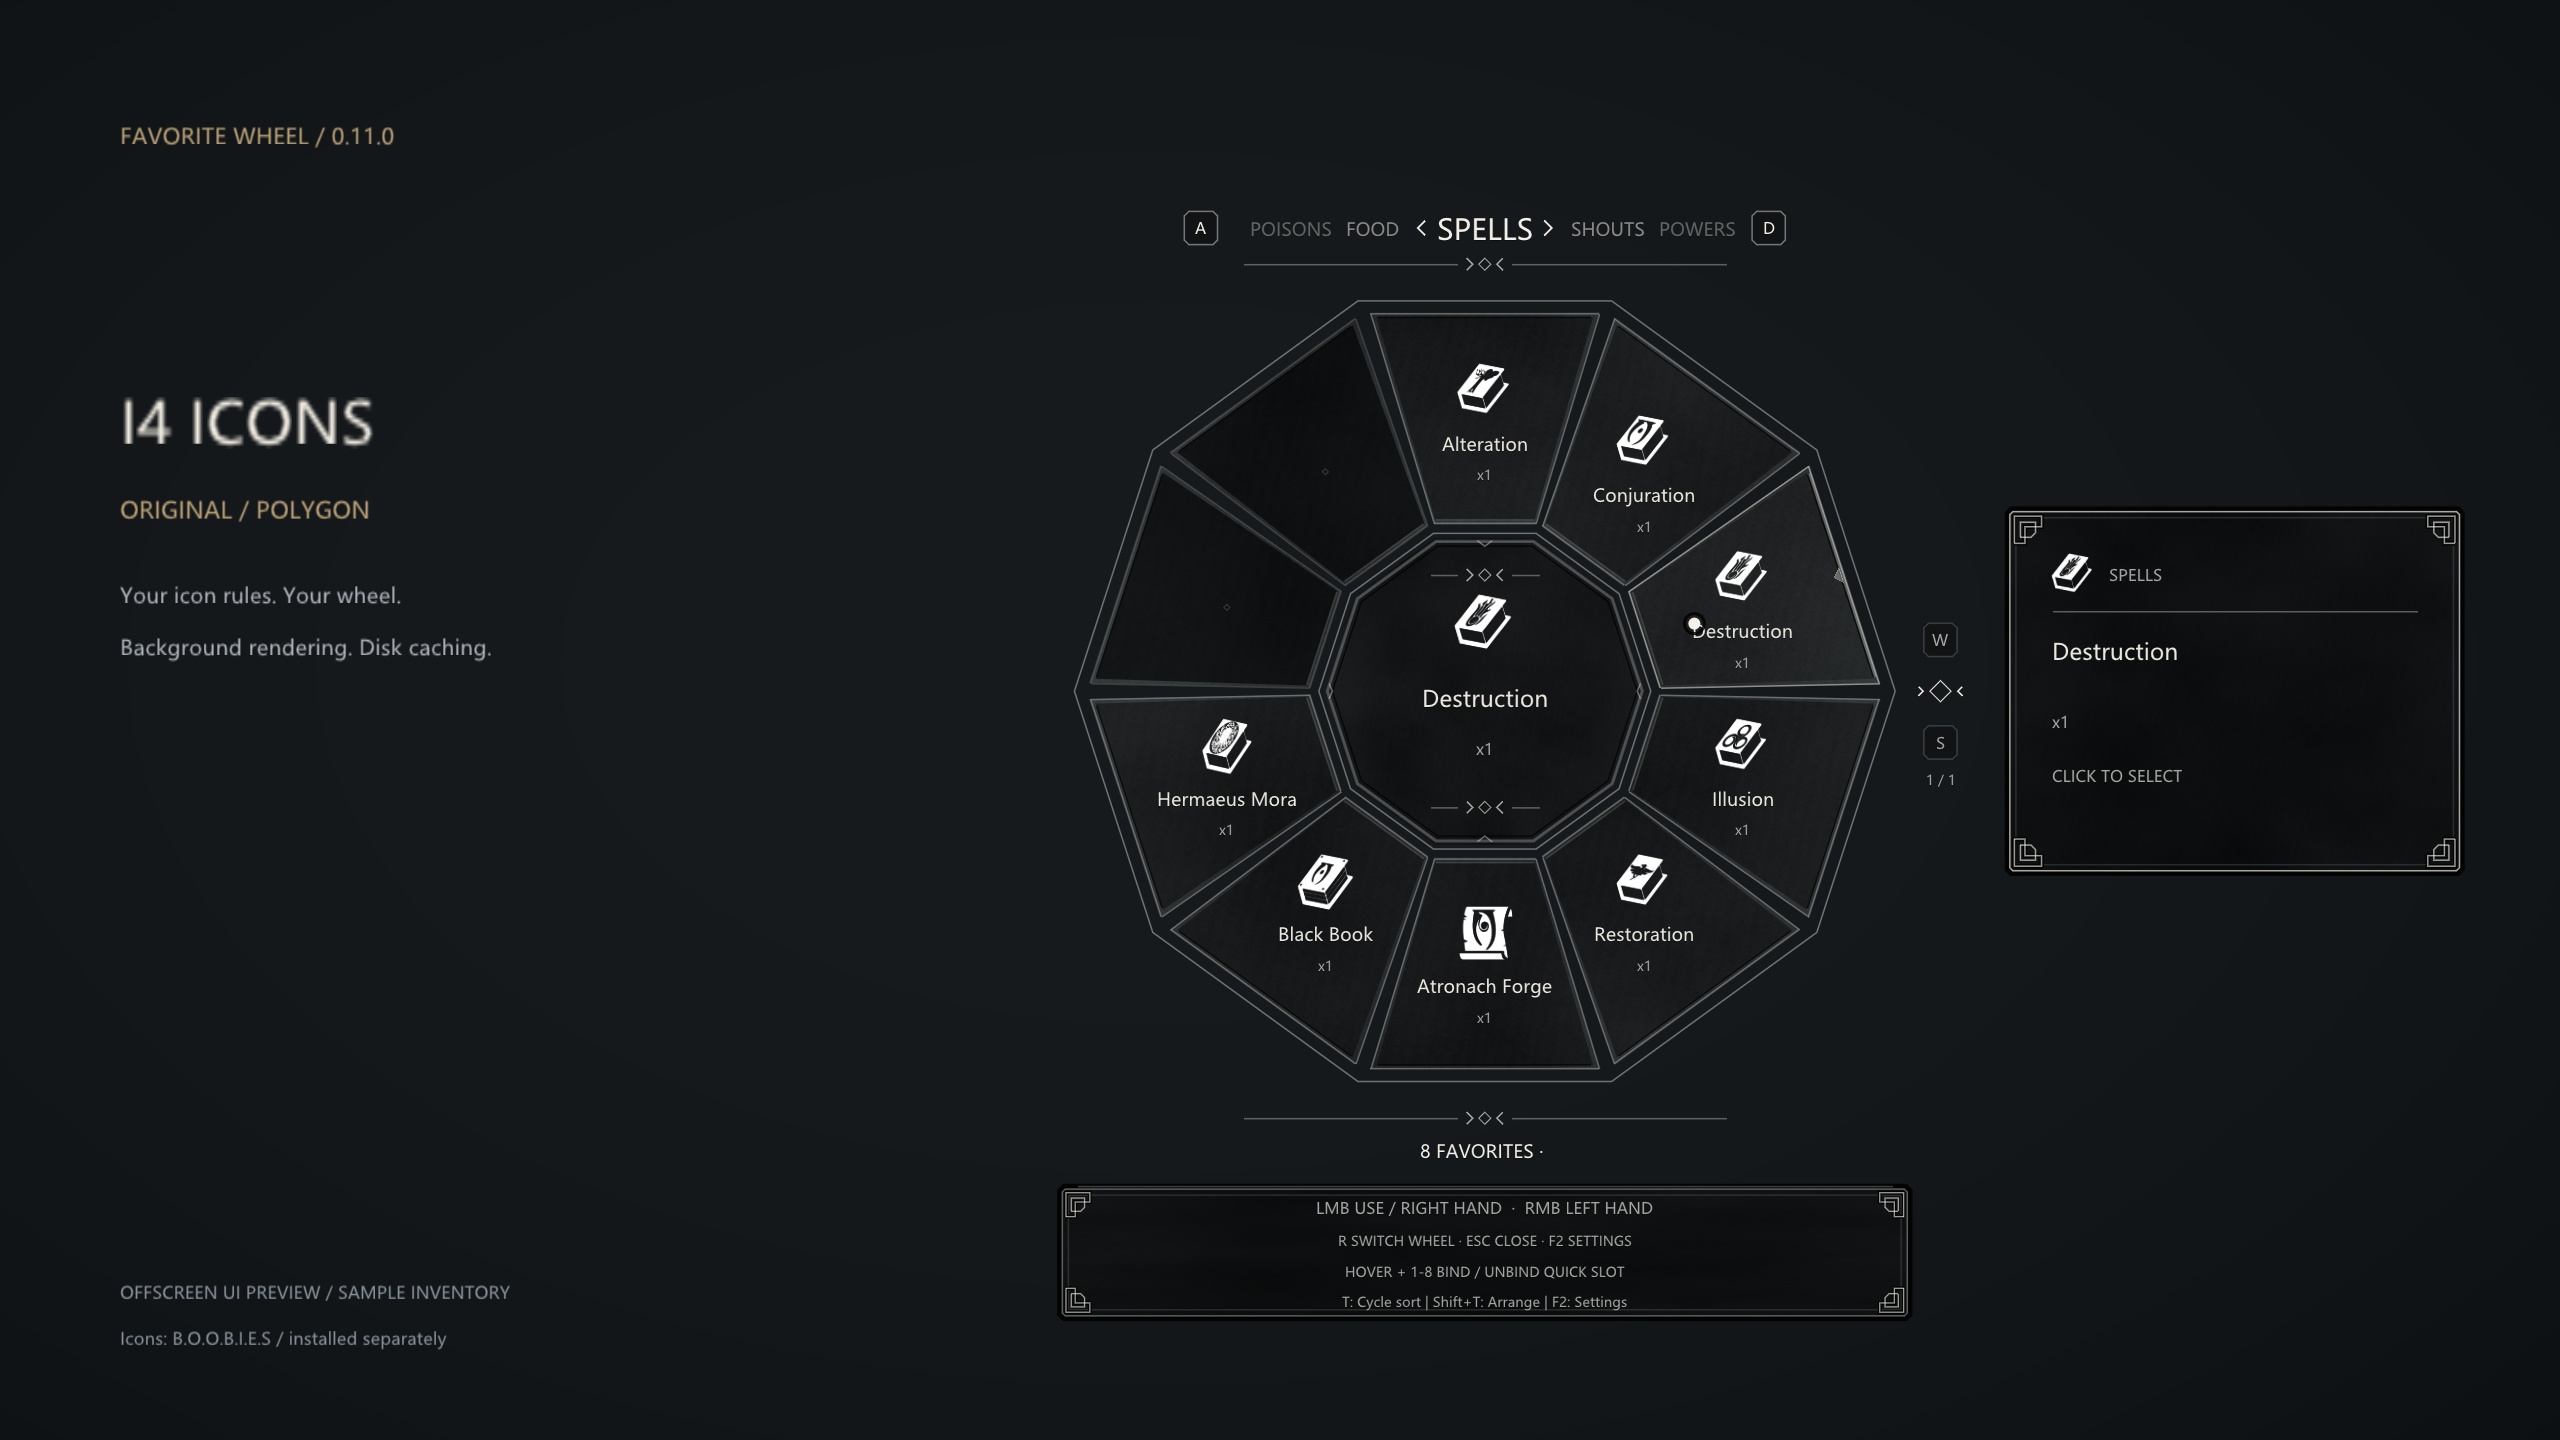 FAVORITE WHEEL / 0.11.0
I4 ICONS
ORIGINAL / POLYGON
Your icon rules. Your wheel.
Background rendering. Disk caching.
OFFSCREEN UI PREVIEW / SAMPLE INVENTORY
Icons: B.O.O.B.I.E.S / installed separately
A POISONS FOOD < SPELLS > SHOUTS POWERS D
Alteration
x1
Conjuration
x1
Destruction
x1
Illusion
x1
Restoration
x1
Atronach Forge
x1
Black Book
x1
Hermaeus Mora
x1
Destruction
x1
W
S
1 / 1
SPELLS
Destruction
x1
CLICK TO SELECT
8 FAVORITES ·
LMB USE / RIGHT HAND · RMB LEFT HAND
R SWITCH WHEEL · ESC CLOSE · F2 SETTINGS
HOVER + 1-8 BIND / UNBIND QUICK SLOT
T: Cycle sort | Shift+T: Arrange | F2: Settings